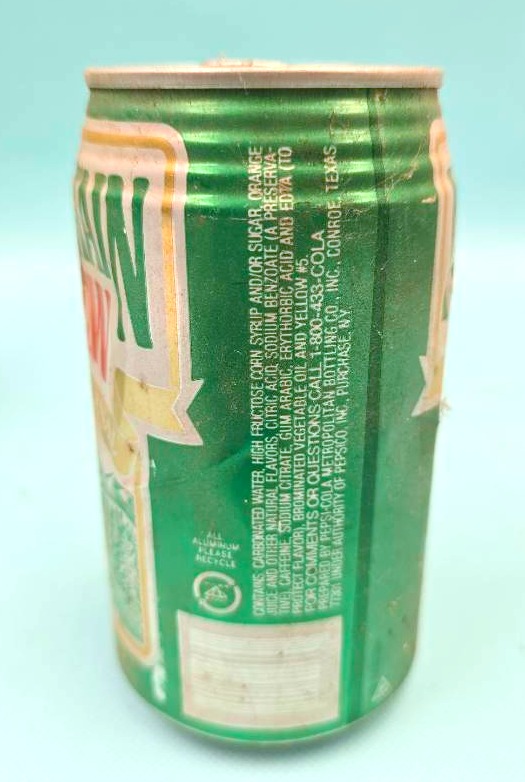 AIN
W
CONTAINS CARBONATED WATER, HIGH FRUCTOSE CORN SYRUP AND/OR SUGAR, ORANGE
JUICE AND OTHER NATURAL FLAVORS, CITRIC ACID, SODIUM BENZOATE (A PRESERVA-
TIVE), CAFFEINE, SODIUM CITRATE, GUM ARABIC, ERYTHORBIC ACID AND EDTA (TO
PROTECT FLAVOR), BROMINATED VEGETABLE OIL AND YELLOW #5.
FOR COMMENTS OR QUESTIONS CALL 1-800-433-COLA
PREPARED BY PEPSI-COLA METROPOLITAN BOTTLING CO., INC., CONROE, TEXAS
77301 UNDER AUTHORITY OF PEPSICO, INC., PURCHASE, N.Y.
ALL
ALUMINUM
PLEASE
RECYCLE